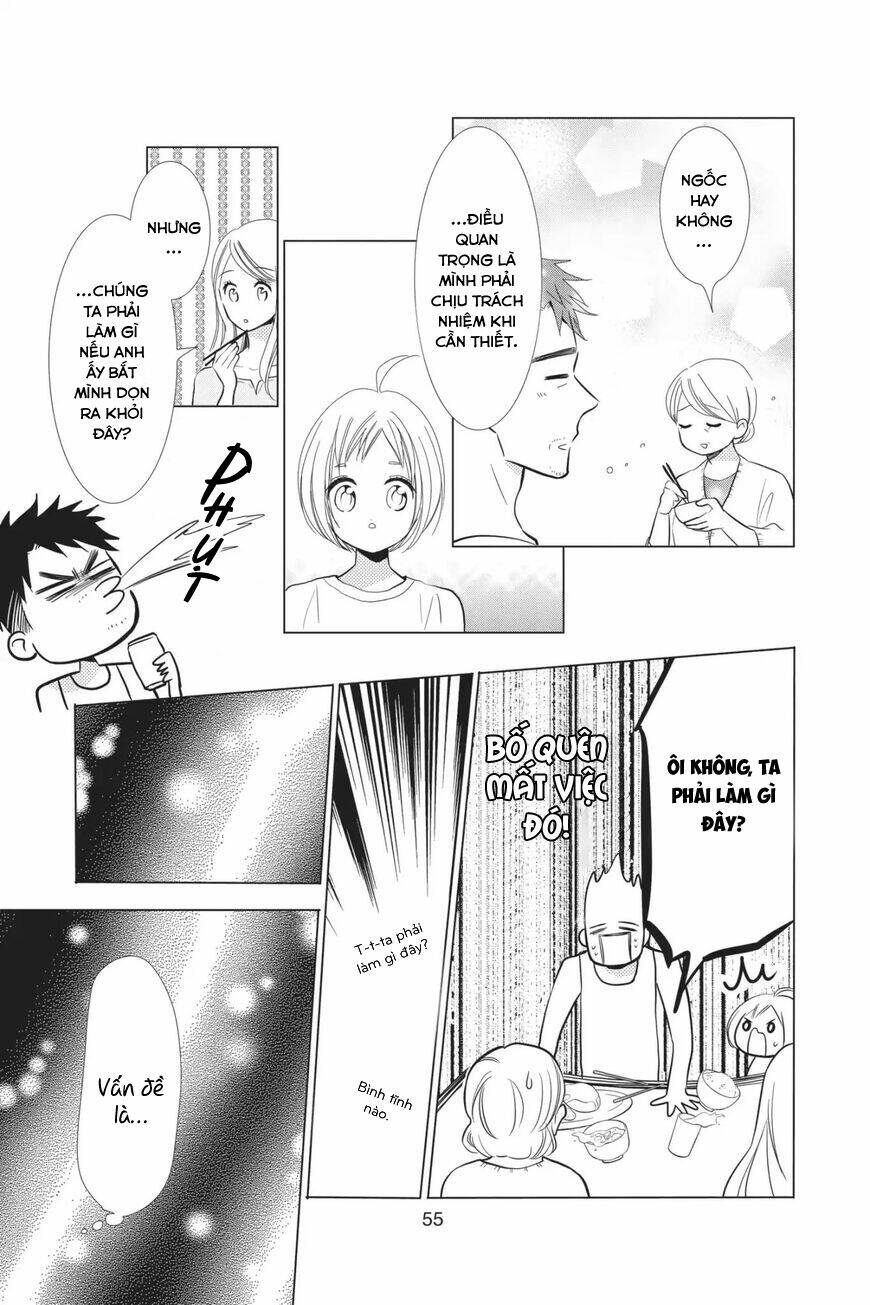 NGỐC
HAY
KHÔNG
...
...ĐIỀU
QUAN
TRỌNG LÀ
MÌNH PHẢI
CHỊU TRÁCH
NHIỆM KHI
CẦN THIẾT.
NHƯNG
...
...CHÚNG
TA PHẢI
LÀM GÌ
NẾU ANH
ẤY BẮT
MÌNH DỌN
RA KHỎI
ĐÂY?
PHỤT
ÔI KHÔNG, TA
PHẢI LÀM GÌ
ĐÂY?
BỐ QUÊN
MẤT VIỆC
ĐÓ!
T-t-ta phải
làm gì đây?
Bình tĩnh
nào.
Vấn đề
là...
55